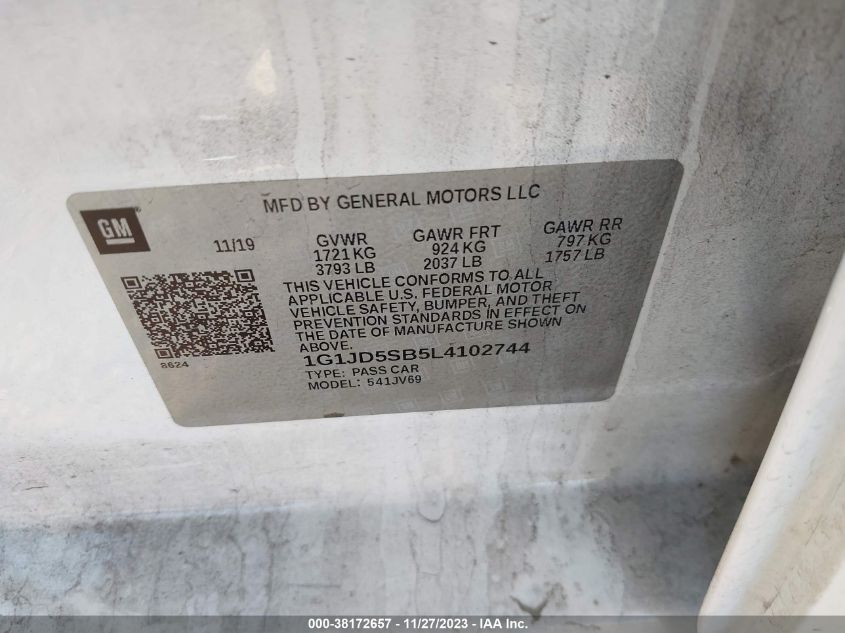 MFD BY GENERAL MOTORS LLC
GM
11/19
GVWR
1721 KG
3793 LB
GAWR FRT
924 KG
2037 LB
GAWR RR
797 KG
1757 LB
THIS VEHICLE CONFORMS TO ALL
APPLICABLE U.S. FEDERAL MOTOR
VEHICLE SAFETY, BUMPER, AND THEFT
PREVENTION STANDARDS IN EFFECT ON
THE DATE OF MANUFACTURE SHOWN
ABOVE.
8624
1G1JD5SB5L4102744
TYPE: PASS CAR
MODEL: 541JV69
000-38172657 - 11/27/2023 - IAA Inc.